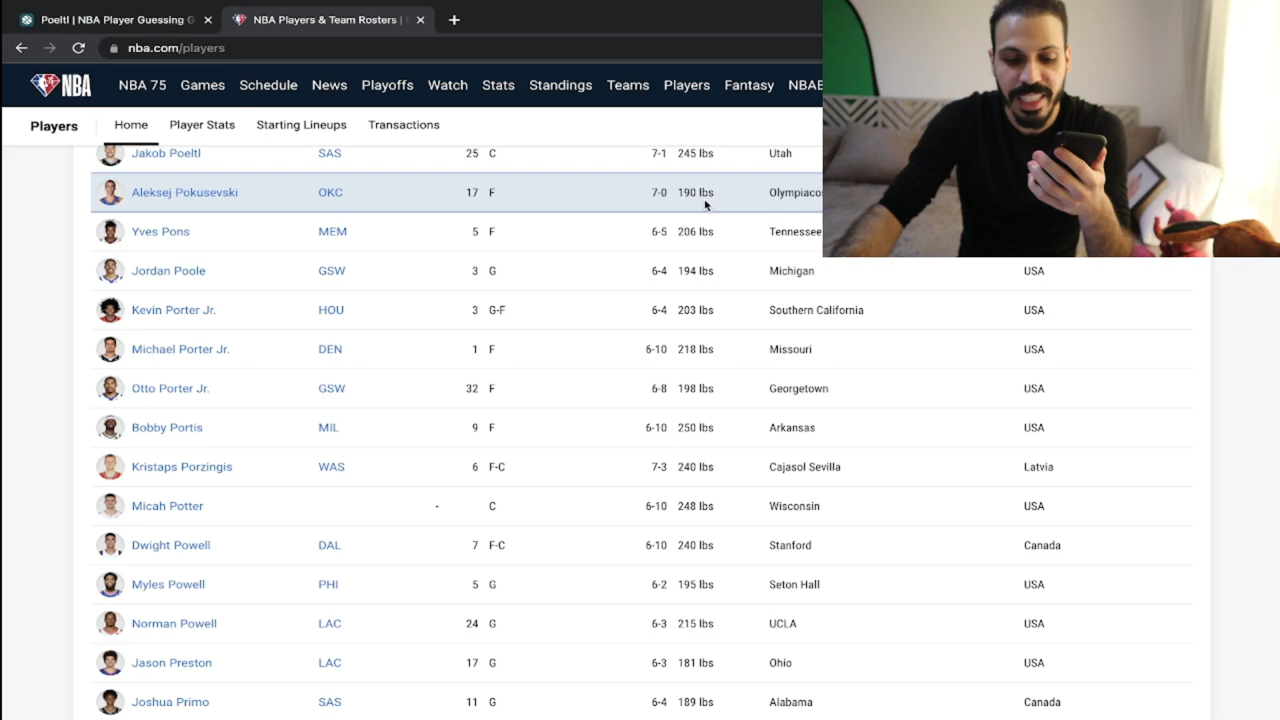 Poeltl | NBA Player Guessing G × NBA Players & Team Rosters | × +
nba.com/players
NBA NBA 75 Games Schedule News Playoffs Watch Stats Standings Teams Players Fantasy
Players Home Player Stats Starting Lineups Transactions
Jakob Poeltl SAS 25 C 7-1 245 lbs Utah
Aleksej Pokusevski OKC 17 F 7-0 190 lbs
Yves Pons MEM 5 F 6-5 206 lbs Tennessee
Jordan Poole GSW 3 G 6-4 194 lbs Michigan USA
Kevin Porter Jr. HOU 3 G-F 6-4 203 lbs Southern California USA
Michael Porter Jr. DEN 1 F 6-10 218 lbs Missouri USA
Otto Porter Jr. GSW 32 F 6-8 198 lbs Georgetown USA
Bobby Portis MIL 9 F 6-10 250 lbs Arkansas USA
Kristaps Porzingis WAS 6 F-C 7-3 240 lbs Cajasol Sevilla Latvia
Micah Potter - C 6-10 248 lbs Wisconsin USA
Dwight Powell DAL 7 F-C 6-10 240 lbs Stanford Canada
Myles Powell PHI 5 G 6-2 195 lbs Seton Hall USA
Norman Powell LAC 24 G 6-3 215 lbs UCLA USA
Jason Preston LAC 17 G 6-3 181 lbs Ohio USA
Joshua Primo SAS 11 G 6-4 189 lbs Alabama Canada